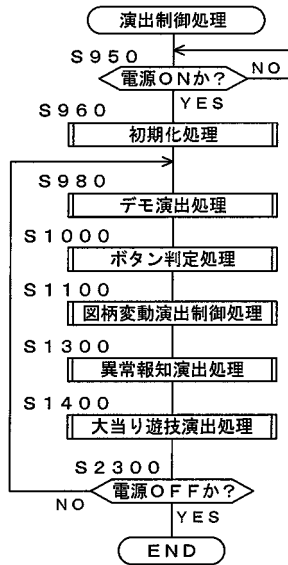 演出制御処理
S950
電源ONか?
NO
YES
S960
初期化処理
S980
デモ演出処理
S1000
ボタン判定処理
S1100
図柄変動演出制御処理
S1300
異常報知演出処理
S1400
大当り遊技演出処理
S2300
電源OFFか?
NO
YES
END